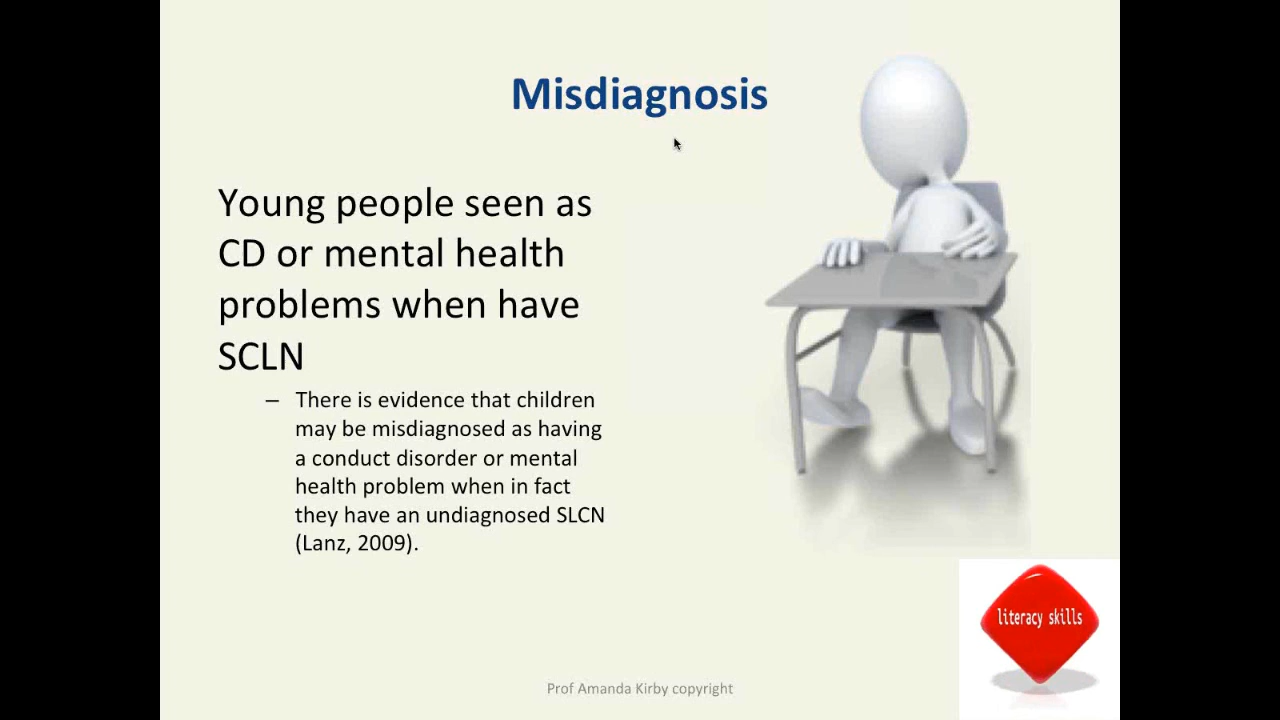 Misdiagnosis
Young people seen as
CD or mental health
problems when have
SCLN
– There is evidence that children
may be misdiagnosed as having
a conduct disorder or mental
health problem when in fact
they have an undiagnosed SLCN
(Lanz, 2009).
literacy skills
Prof Amanda Kirby copyright